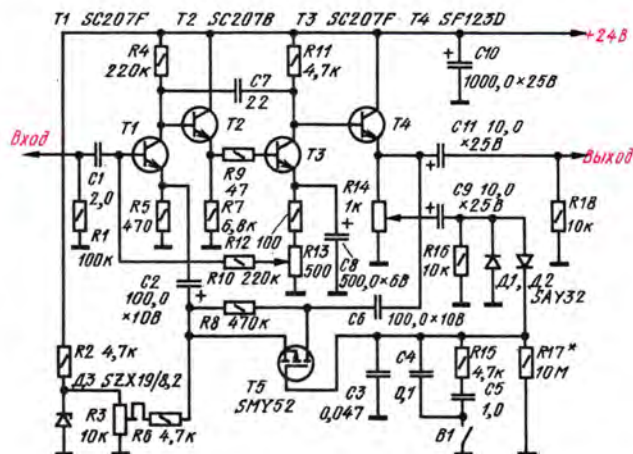 T1 SC207F T2 SC207B T3 SC207F T4 SF123D
R4
220к
R11
4,7к
+24В
C10
1000,0×25В
C7
22
T2
T4
T1
Вход
T3
C11 10,0
×25В
Выход
C1
2,0
R9
47
R14
1к
C9 10,0
×25В
R5
470
R7
6,8к
R12
100
R18
10к
R1
100к
R13
500
R16
10к
C8
500,0×6В
C2
100,0
×10В
R10 220к
Д1, Д2
SAY32
R8 470к
C6 100,0×10В
R2 4,7к
T5
SMY52
C4
0,1
R15
4,7к
R17*
10М
Д3 SZX19/8,2
C3
0,047
C5
1,0
R3
10к
R6 4,7к
В1